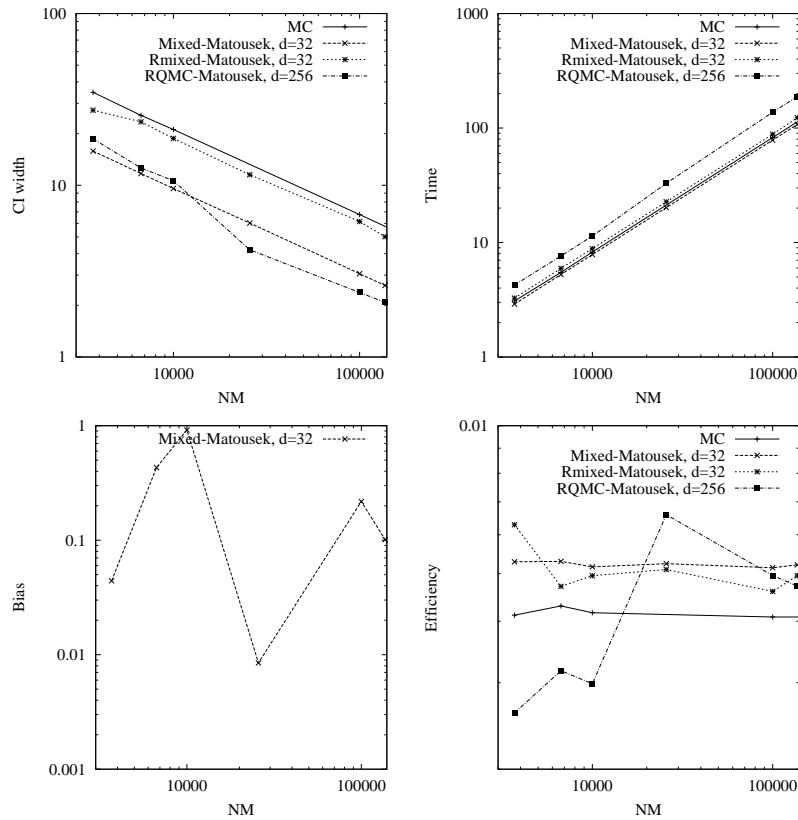 100
10
1
10000
100000
CI width
NM
MC
Mixed-Matousek, d=32
Rmixed-Matousek, d=32
RQMC-Matousek, d=256
1000
100
10
1
10000
100000
Time
NM
MC
Mixed-Matousek, d=32
Rmixed-Matousek, d=32
RQMC-Matousek, d=256
1
0.1
0.01
0.001
10000
100000
Bias
NM
Mixed-Matousek, d=32
0.01
10000
100000
Efficiency
NM
MC
Mixed-Matousek, d=32
Rmixed-Matousek, d=32
RQMC-Matousek, d=256